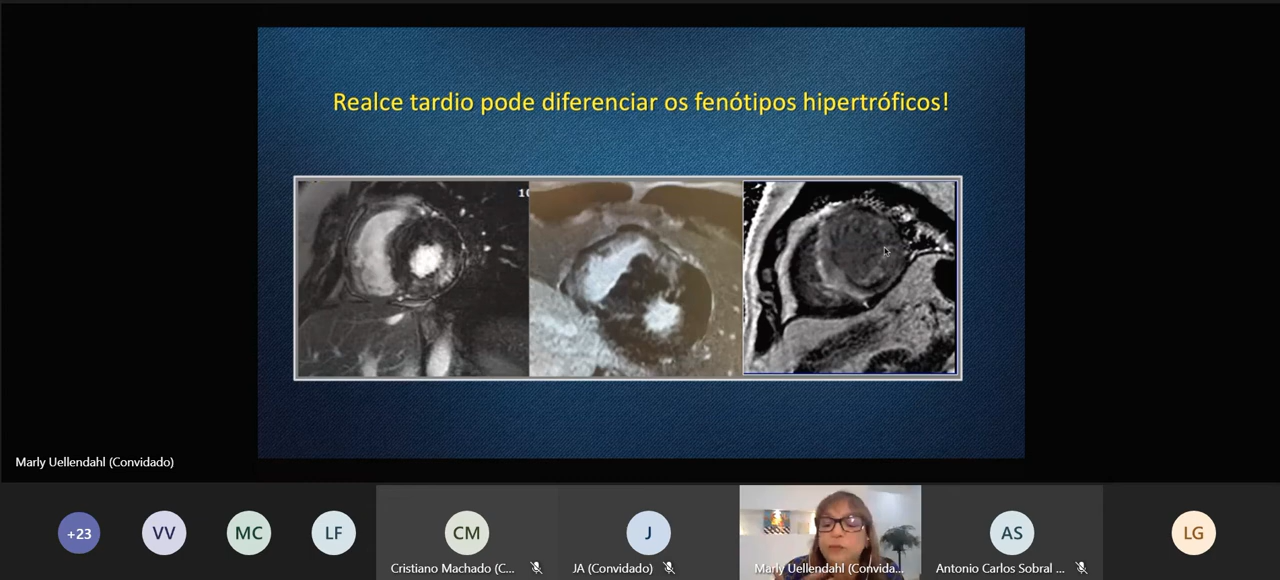 Realce tardio pode diferenciar os fenótipos hipertróficos!
10
Marly Uellendahl (Convidado)
+23
VV
MC
LF
CM
J
AS
LG
Cristiano Machado (C...
JA (Convidado)
Marly Uellendahl (Convida...
Antonio Carlos Sobral ...